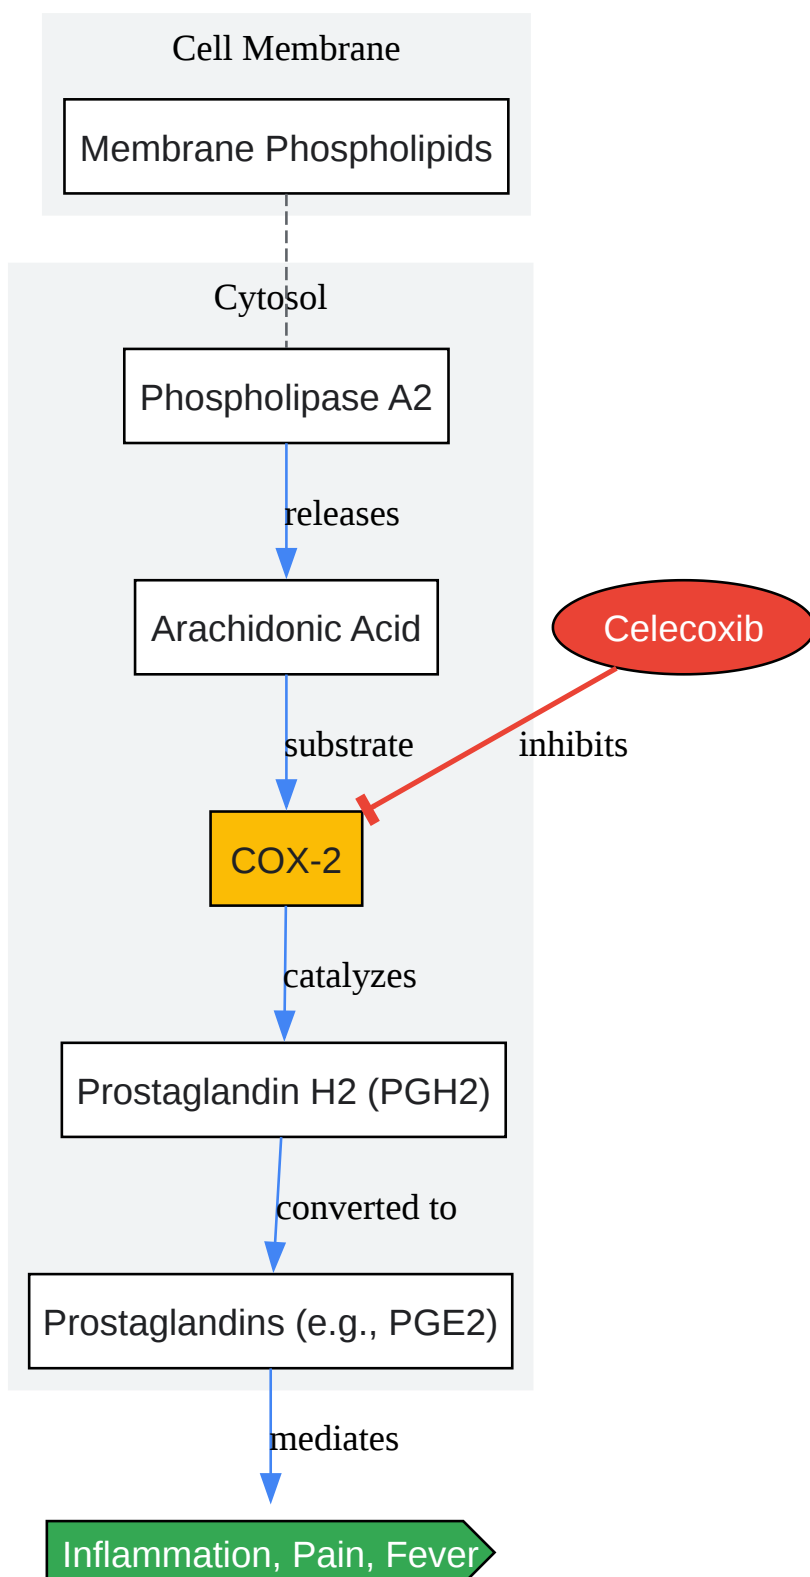 Cell Membrane
Membrane Phospholipids
Cytosol
Phospholipase A2
releases
Arachidonic Acid
Celecoxib
substrate
inhibits
COX-2
catalyzes
Prostaglandin H2 (PGH2)
converted to
Prostaglandins (e.g., PGE2)
mediates
Inflammation, Pain, Fever